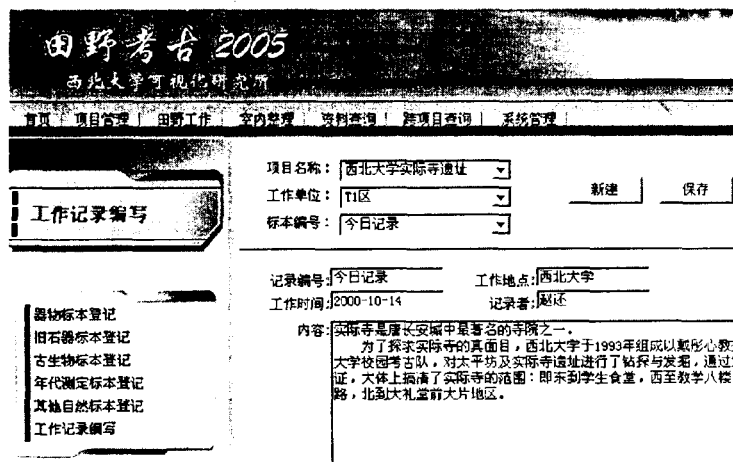 田野考古 2005
西北大学可视化研究所
首页 | 项目管理 | 田野工作 | 室内整理 | 资料查询 | 跨项目查询 | 系统管理
工作记录编写
项目名称： 西北大学实际寺遗址
工作单位： T1区
标本编号： 今日记录
新建 保存
记录编号: 今日记录 工作地点: 西北大学
工作时间: 2000-10-14 记录者: 赵还
内容: 实际寺是唐长安城中最著名的寺院之一。
为了探求实际寺的真面目，西北大学于1993年组成以戴彤心教
大学校园考古队，对太平坊及实际寺遗址进行了钻探与发掘，通过
证，大体上搞清了实际寺的范围：即东到学生食堂，西至教学八楼
路，北到大礼堂前大片地区。
器物标本登记
旧石器标本登记
古生物标本登记
年代测定标本登记
其他自然标本登记
工作记录编写